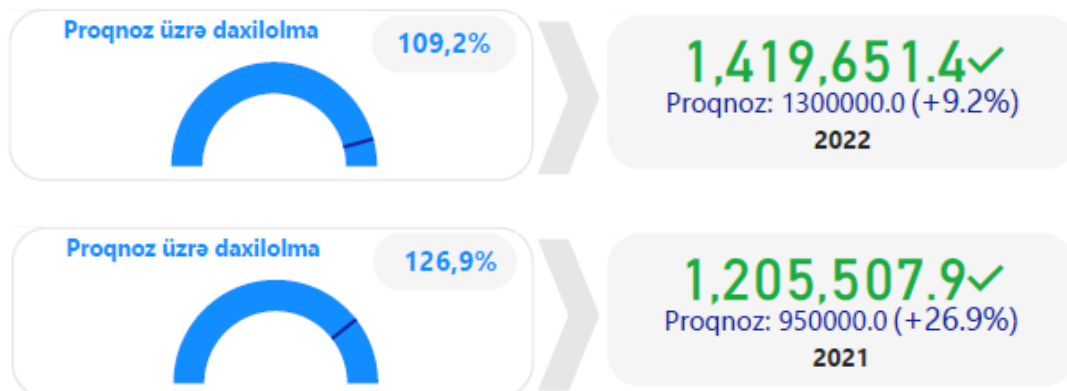 Proqnoz üzrə daxilolma
109,2%
1,419,651.4✓
Proqnoz: 1300000.0 (+9.2%)
2022
Proqnoz üzrə daxilolma
126,9%
1,205,507.9✓
Proqnoz: 950000.0 (+26.9%)
2021